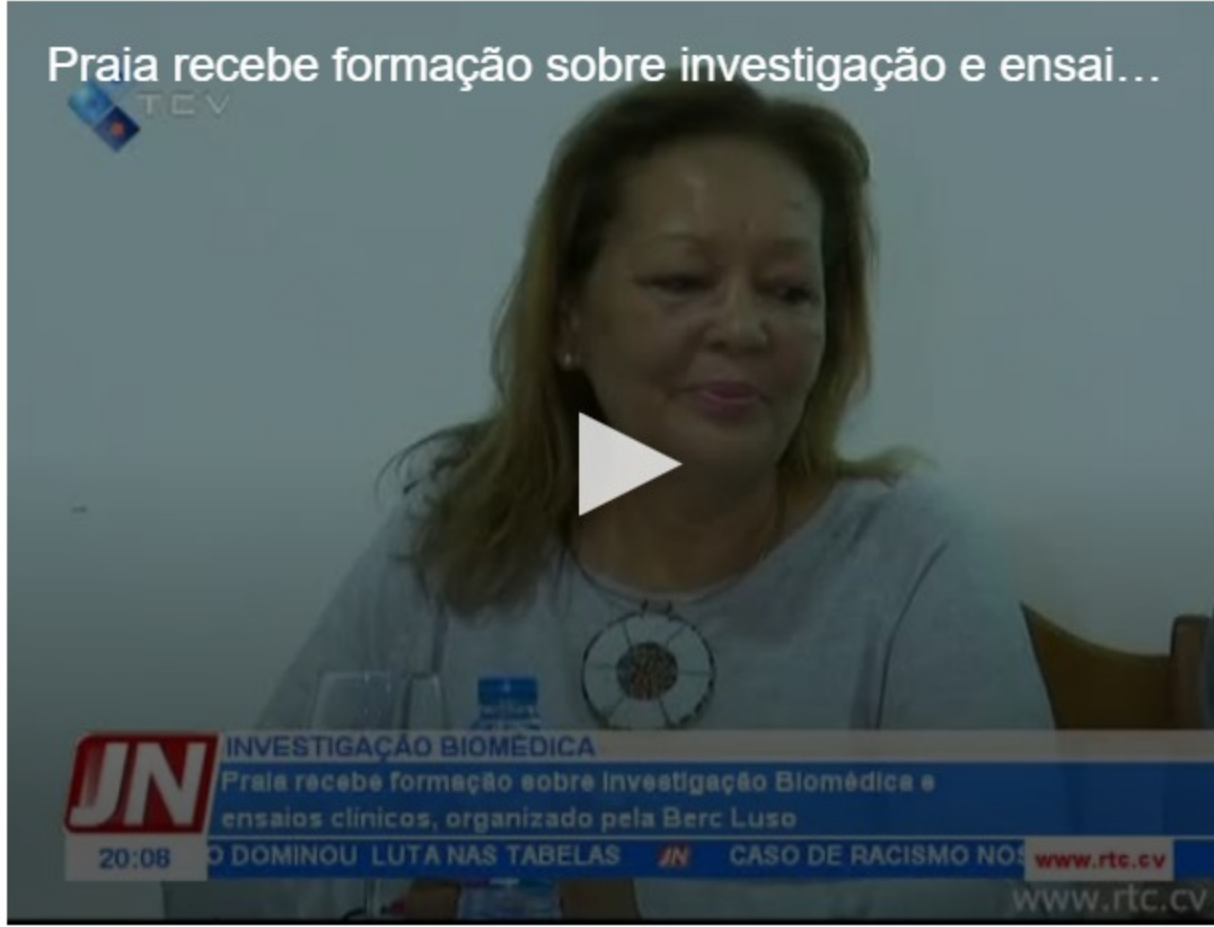 Praia recebe formação sobre investigação e ensai...
TCV
JN
INVESTIGAÇÃO BIOMÉDICA
Praia recebe formação sobre investigação Biomédica e
ensaios clínicos, organizado pela Berc Luso
20:08
O DOMINOU LUTA NAS TABELAS JN CASO DE RACISMO NOS
www.rtc.cv
www.rtc.cv